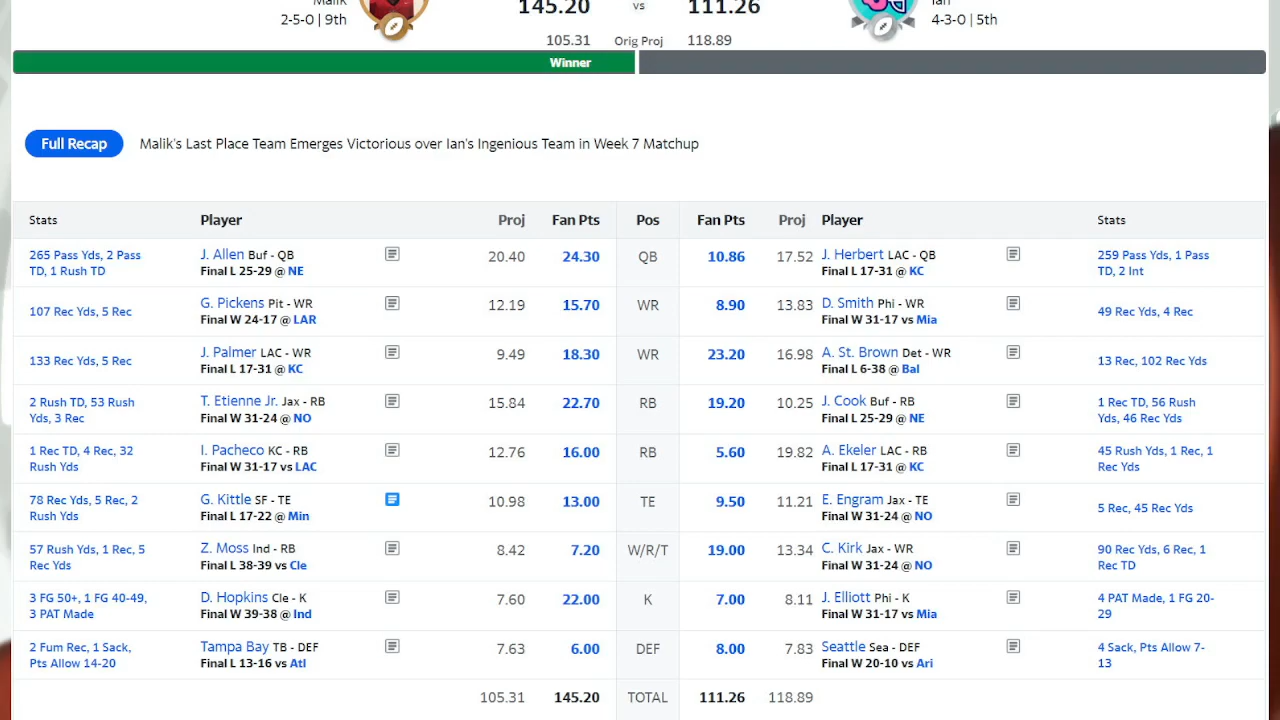 Malik
145.20 vs 111.26
Ian
2-5-0 | 9th
4-3-0 | 5th
105.31 Orig Proj 118.89
Winner
Full Recap Malik's Last Place Team Emerges Victorious over Ian's Ingenious Team in Week 7 Matchup
Stats Player Proj Fan Pts Pos Fan Pts Proj Player Stats
265 Pass Yds, 2 Pass J. Allen Buf - QB 20.40 24.30 QB 10.86 17.52 J. Herbert LAC - QB 259 Pass Yds, 1 Pass
TD, 1 Rush TD Final L 25-29 @ NE Final L 17-31 @ KC TD, 2 Int
107 Rec Yds, 5 Rec G. Pickens Pit - WR 12.19 15.70 WR 8.90 13.83 D. Smith Phi - WR 49 Rec Yds, 4 Rec
Final W 24-17 @ LAR Final W 31-17 vs Mia
133 Rec Yds, 5 Rec J. Palmer LAC - WR 9.49 18.30 WR 23.20 16.98 A. St. Brown Det - WR 13 Rec, 102 Rec Yds
Final L 17-31 @ KC Final L 6-38 @ Bal
2 Rush TD, 53 Rush T. Etienne Jr. Jax - RB 15.84 22.70 RB 19.20 10.25 J. Cook Buf - RB 1 Rec TD, 56 Rush
Yds, 3 Rec Final W 31-24 @ NO Final L 25-29 @ NE Yds, 46 Rec Yds
1 Rec TD, 4 Rec, 32 I. Pacheco KC - RB 12.76 16.00 RB 5.60 19.82 A. Ekeler LAC - RB 45 Rush Yds, 1 Rec, 1
Rush Yds Final W 31-17 vs LAC Final L 17-31 @ KC Rec Yds
78 Rec Yds, 5 Rec, 2 G. Kittle SF - TE 10.98 13.00 TE 9.50 11.21 E. Engram Jax - TE 5 Rec, 45 Rec Yds
Rush Yds Final L 17-22 @ Min Final W 31-24 @ NO
57 Rush Yds, 1 Rec, 5 Z. Moss Ind - RB 8.42 7.20 W/R/T 19.00 13.34 C. Kirk Jax - WR 90 Rec Yds, 6 Rec, 1
Rec Yds Final L 38-39 vs Cle Final W 31-24 @ NO Rec TD
3 FG 50+, 1 FG 40-49, D. Hopkins Cle - K 7.60 22.00 K 7.00 8.11 J. Elliott Phi - K 4 PAT Made, 1 FG 20-
3 PAT Made Final W 39-38 @ Ind Final W 31-17 vs Mia 29
2 Fum Rec, 1 Sack, Tampa Bay TB - DEF 7.63 6.00 DEF 8.00 7.83 Seattle Sea - DEF 4 Sack, Pts Allow 7-
Pts Allow 14-20 Final L 13-16 vs Atl Final W 20-10 vs Ari 13
105.31 145.20 TOTAL 111.26 118.89